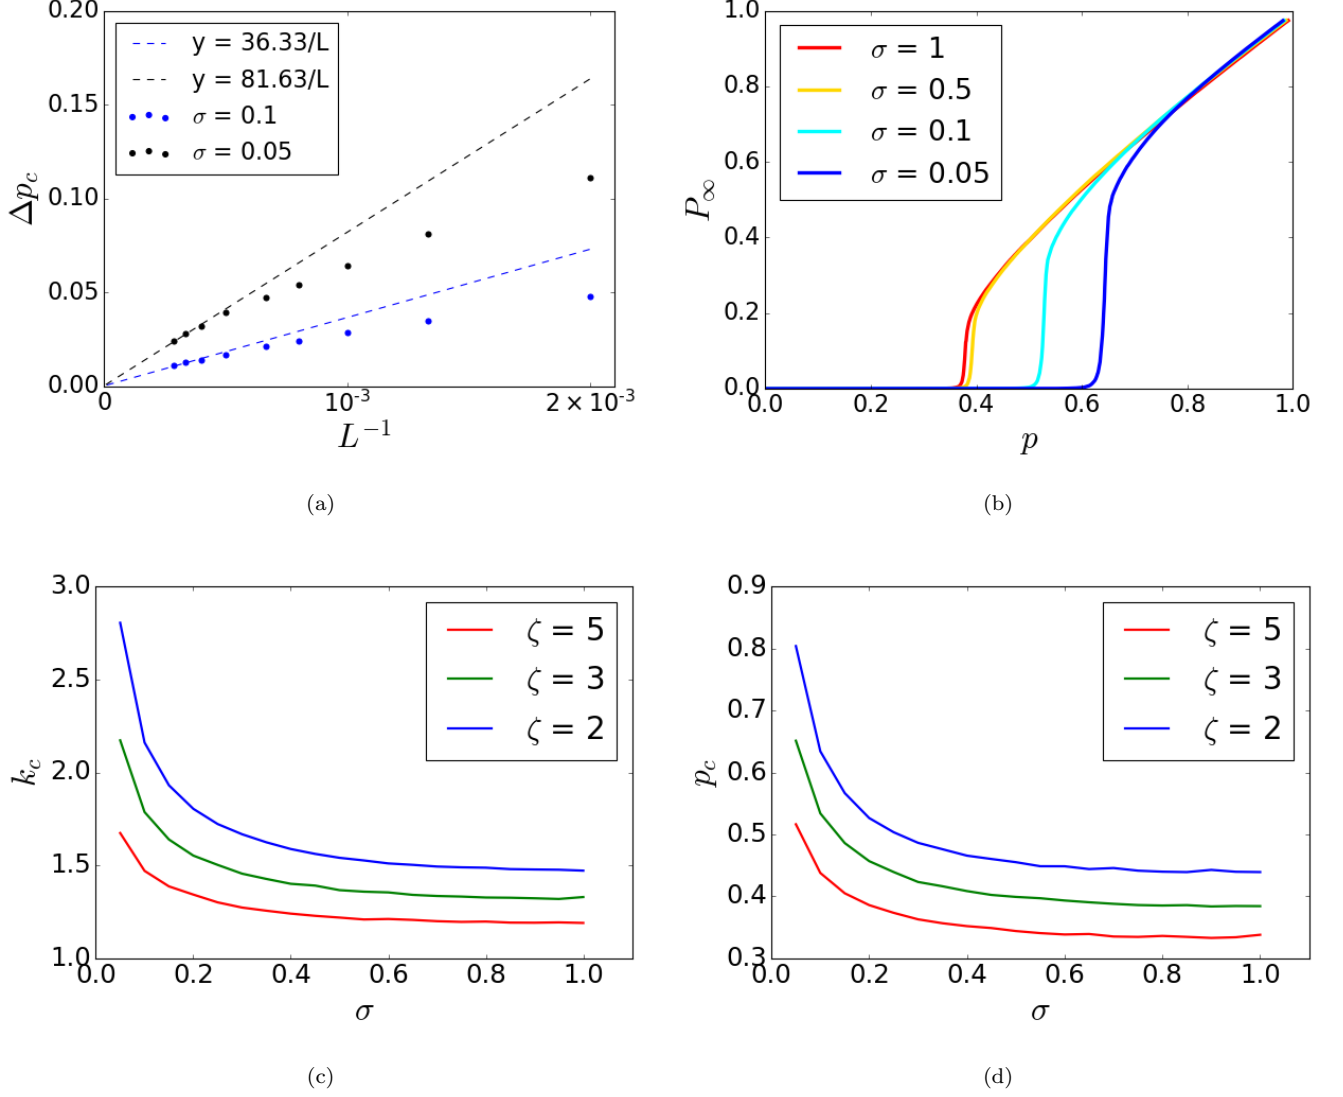 0.20
0.15
0.10
0.05
0.00
Δp_c
y = 36.33/L
y = 81.63/L
σ = 0.1
σ = 0.05
0
10⁻³
2×10⁻³
L⁻¹
(a)
1.0
0.8
0.6
0.4
0.2
0.0
P_∞
σ = 1
σ = 0.5
σ = 0.1
σ = 0.05
0.0 0.2 0.4 0.6 0.8 1.0
p
(b)
3.0
2.5
2.0
1.5
1.0
k_c
ζ = 5
ζ = 3
ζ = 2
0.0 0.2 0.4 0.6 0.8 1.0
σ
(c)
0.9
0.8
0.7
0.6
0.5
0.4
0.3
p_c
ζ = 5
ζ = 3
ζ = 2
0.0 0.2 0.4 0.6 0.8 1.0
σ
(d)